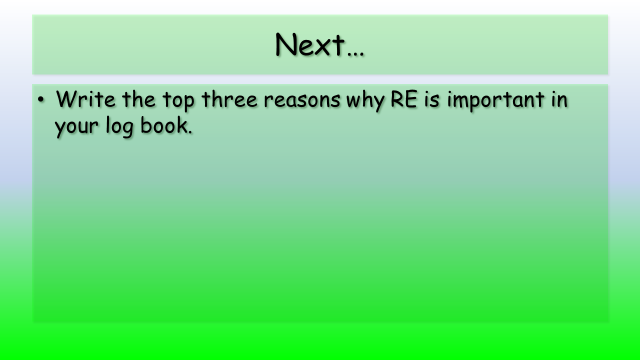 Next…
• Write the top three reasons why RE is important in
your log book.